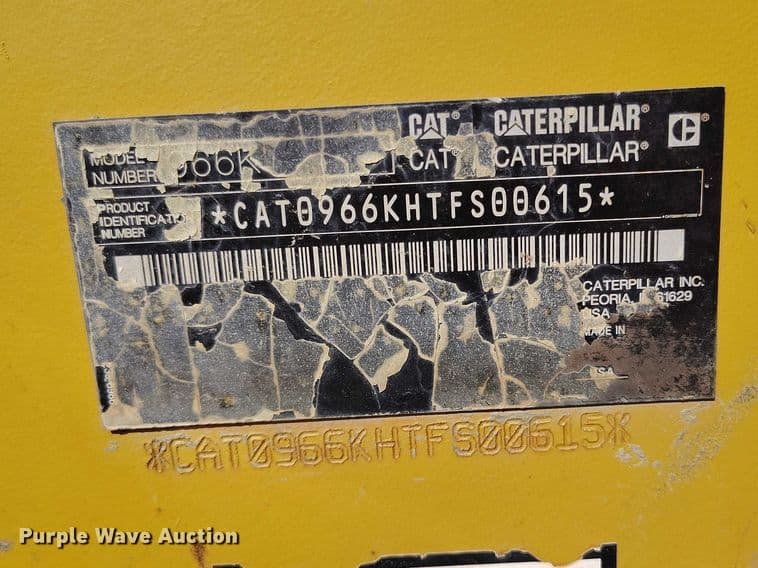 CAT® CATERPILLAR®
CAT® CATERPILLAR®
MODEL
NUMBER 966K
PRODUCT
IDENTIFICATION
NUMBER *CAT0966KHTFS00615*
CATERPILLAR INC.
PEORIA, 61629
USA
MADE IN
USA
*CAT0966KHTFS00615*
Purple Wave Auction